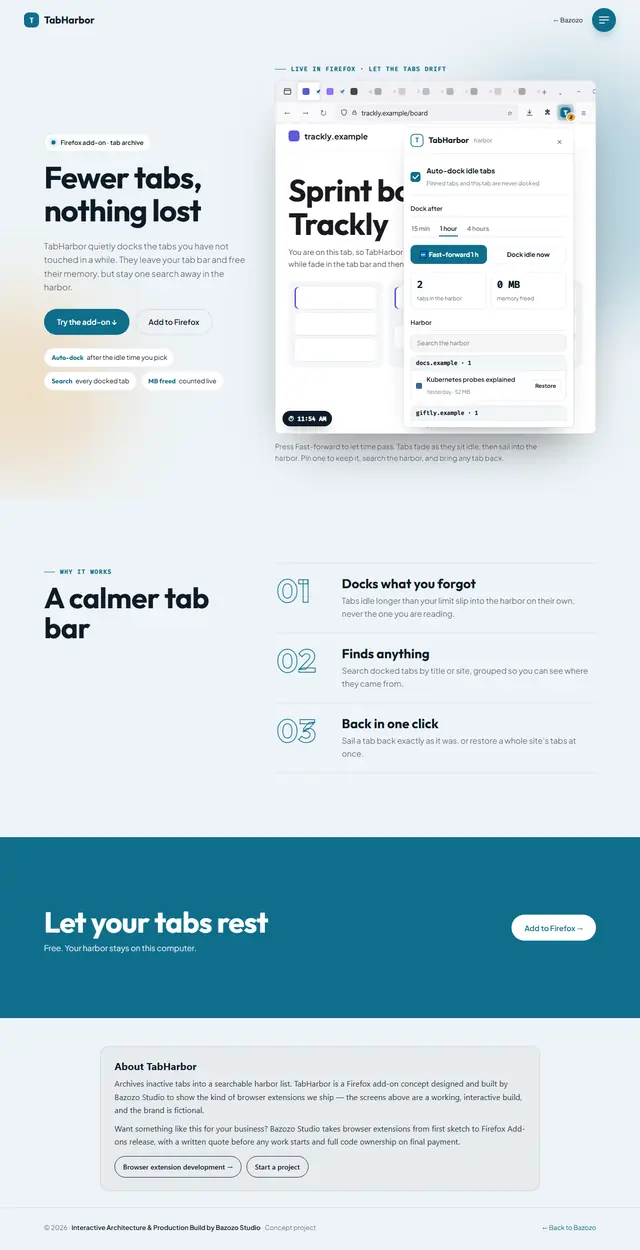 T TabHarbor
← Bazozo
Firefox add-on · tab archive
Fewer tabs,
nothing lost
TabHarbor quietly docks the tabs you have not
touched in a while. They leave your tab bar and free
their memory, but stay one search away in the
harbor.
Try the add-on ↓
Add to Firefox
Auto-dock after the idle time you pick
Search every docked tab
MB freed counted live
LIVE IN FIREFOX · LET THE TABS DRIFT
trackly.example/board
trackly.example
Sprint bo
Trackly
You are on this tab, so TabHarbor
while fade in the tab bar and then
11:54 AM
T TabHarbor harbor ×
Auto-dock idle tabs
Pinned tabs and this tab are never docked
Dock after
15 min 1 hour 4 hours
Fast-forward 1 h
Dock idle now
2
tabs in the harbor
0 MB
memory freed
Harbor
Search the harbor
docs.example · 1
Kubernetes probes explained
Yesterday · 52 MB
Restore
giftly.example · 1
Press Fast-forward to let time pass. Tabs fade as they sit idle, then sail into the
harbor. Pin one to keep it, search the harbor, and bring any tab back.
WHY IT WORKS
A calmer tab
bar
01
Docks what you forgot
Tabs idle longer than your limit slip into the harbor on their own,
never the one you are reading.
02
Finds anything
Search docked tabs by title or site, grouped so you can see where
they came from.
03
Back in one click
Sail a tab back exactly as it was, or restore a whole site's tabs at
once.
Let your tabs rest
Free. Your harbor stays on this computer.
Add to Firefox →
About TabHarbor
Archives inactive tabs into a searchable harbor list. TabHarbor is a Firefox add-on concept designed and built by
Bazozo Studio to show the kind of browser extensions we ship — the screens above are a working, interactive build,
and the brand is fictional.
Want something like this for your business? Bazozo Studio takes browser extensions from first sketch to Firefox Add-
ons release, with a written quote before any work starts and full code ownership on final payment.
Browser extension development →
Start a project
© 2026 · Interactive Architecture & Production Build by Bazozo Studio · Concept project
← Back to Bazozo